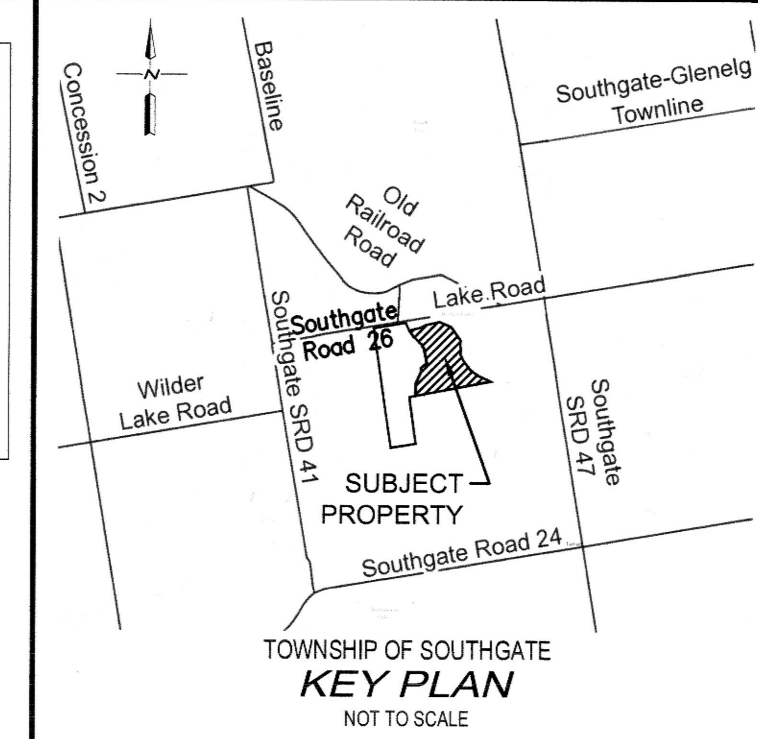 N
Concession 2
Baseline
Southgate-Glenelg
Townline
Old
Railroad
Road
Lake Road
Southgate
Road 26
Southgate SRD 41
Wilder
Lake Road
Southgate
SRD 47
SUBJECT
PROPERTY
Southgate Road 24
TOWNSHIP OF SOUTHGATE
KEY PLAN
NOT TO SCALE